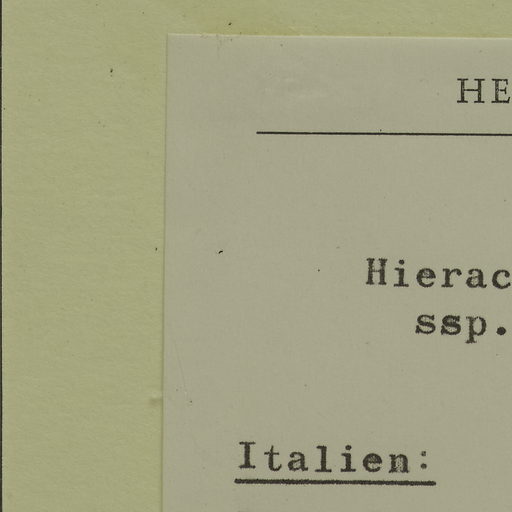 HE
Hierac
ssp.
Italien: